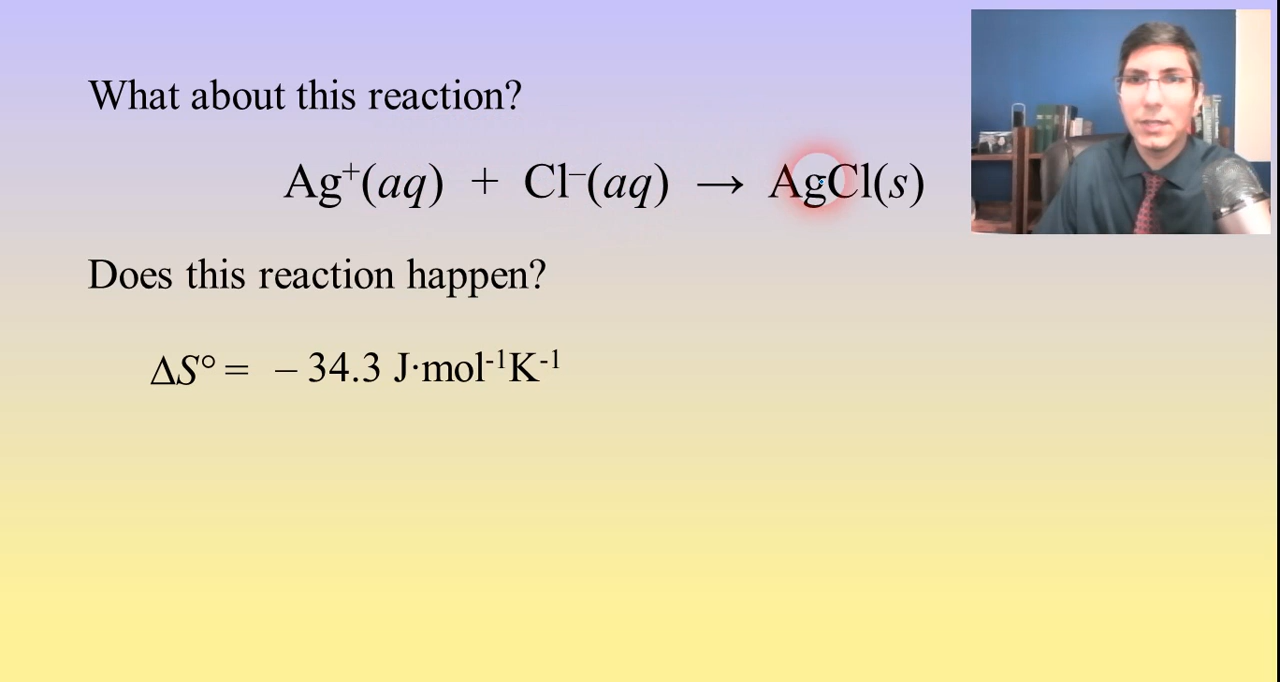 What about this reaction?
Ag⁺(aq) + Cl⁻(aq) → AgCl(s)
Does this reaction happen?
ΔS° = – 34.3 J·mol⁻¹K⁻¹